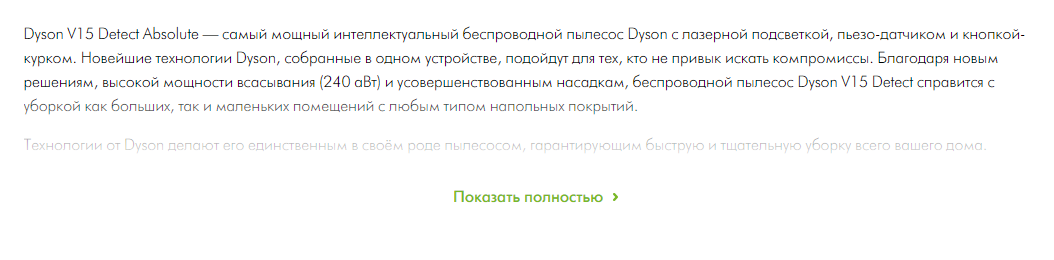 Dyson V15 Detect Absolute — самый мощный интеллектуальный беспроводной пылесос Dyson с лазерной подсветкой, пьезо-датчиком и кнопкой-
курком. Новейшие технологии Dyson, собранные в одном устройстве, подойдут для тех, кто не привык искать компромиссы. Благодаря новым
решениям, высокой мощности всасывания (240 аВт) и усовершенствованным насадкам, беспроводной пылесос Dyson V15 Detect справится с
уборкой как больших, так и маленьких помещений с любым типом напольных покрытий.
Технологии от Dyson делают его единственным в своём роде пылесосом, гарантирующим быструю и тщательную уборку всего вашего дома.
Показать полностью ›